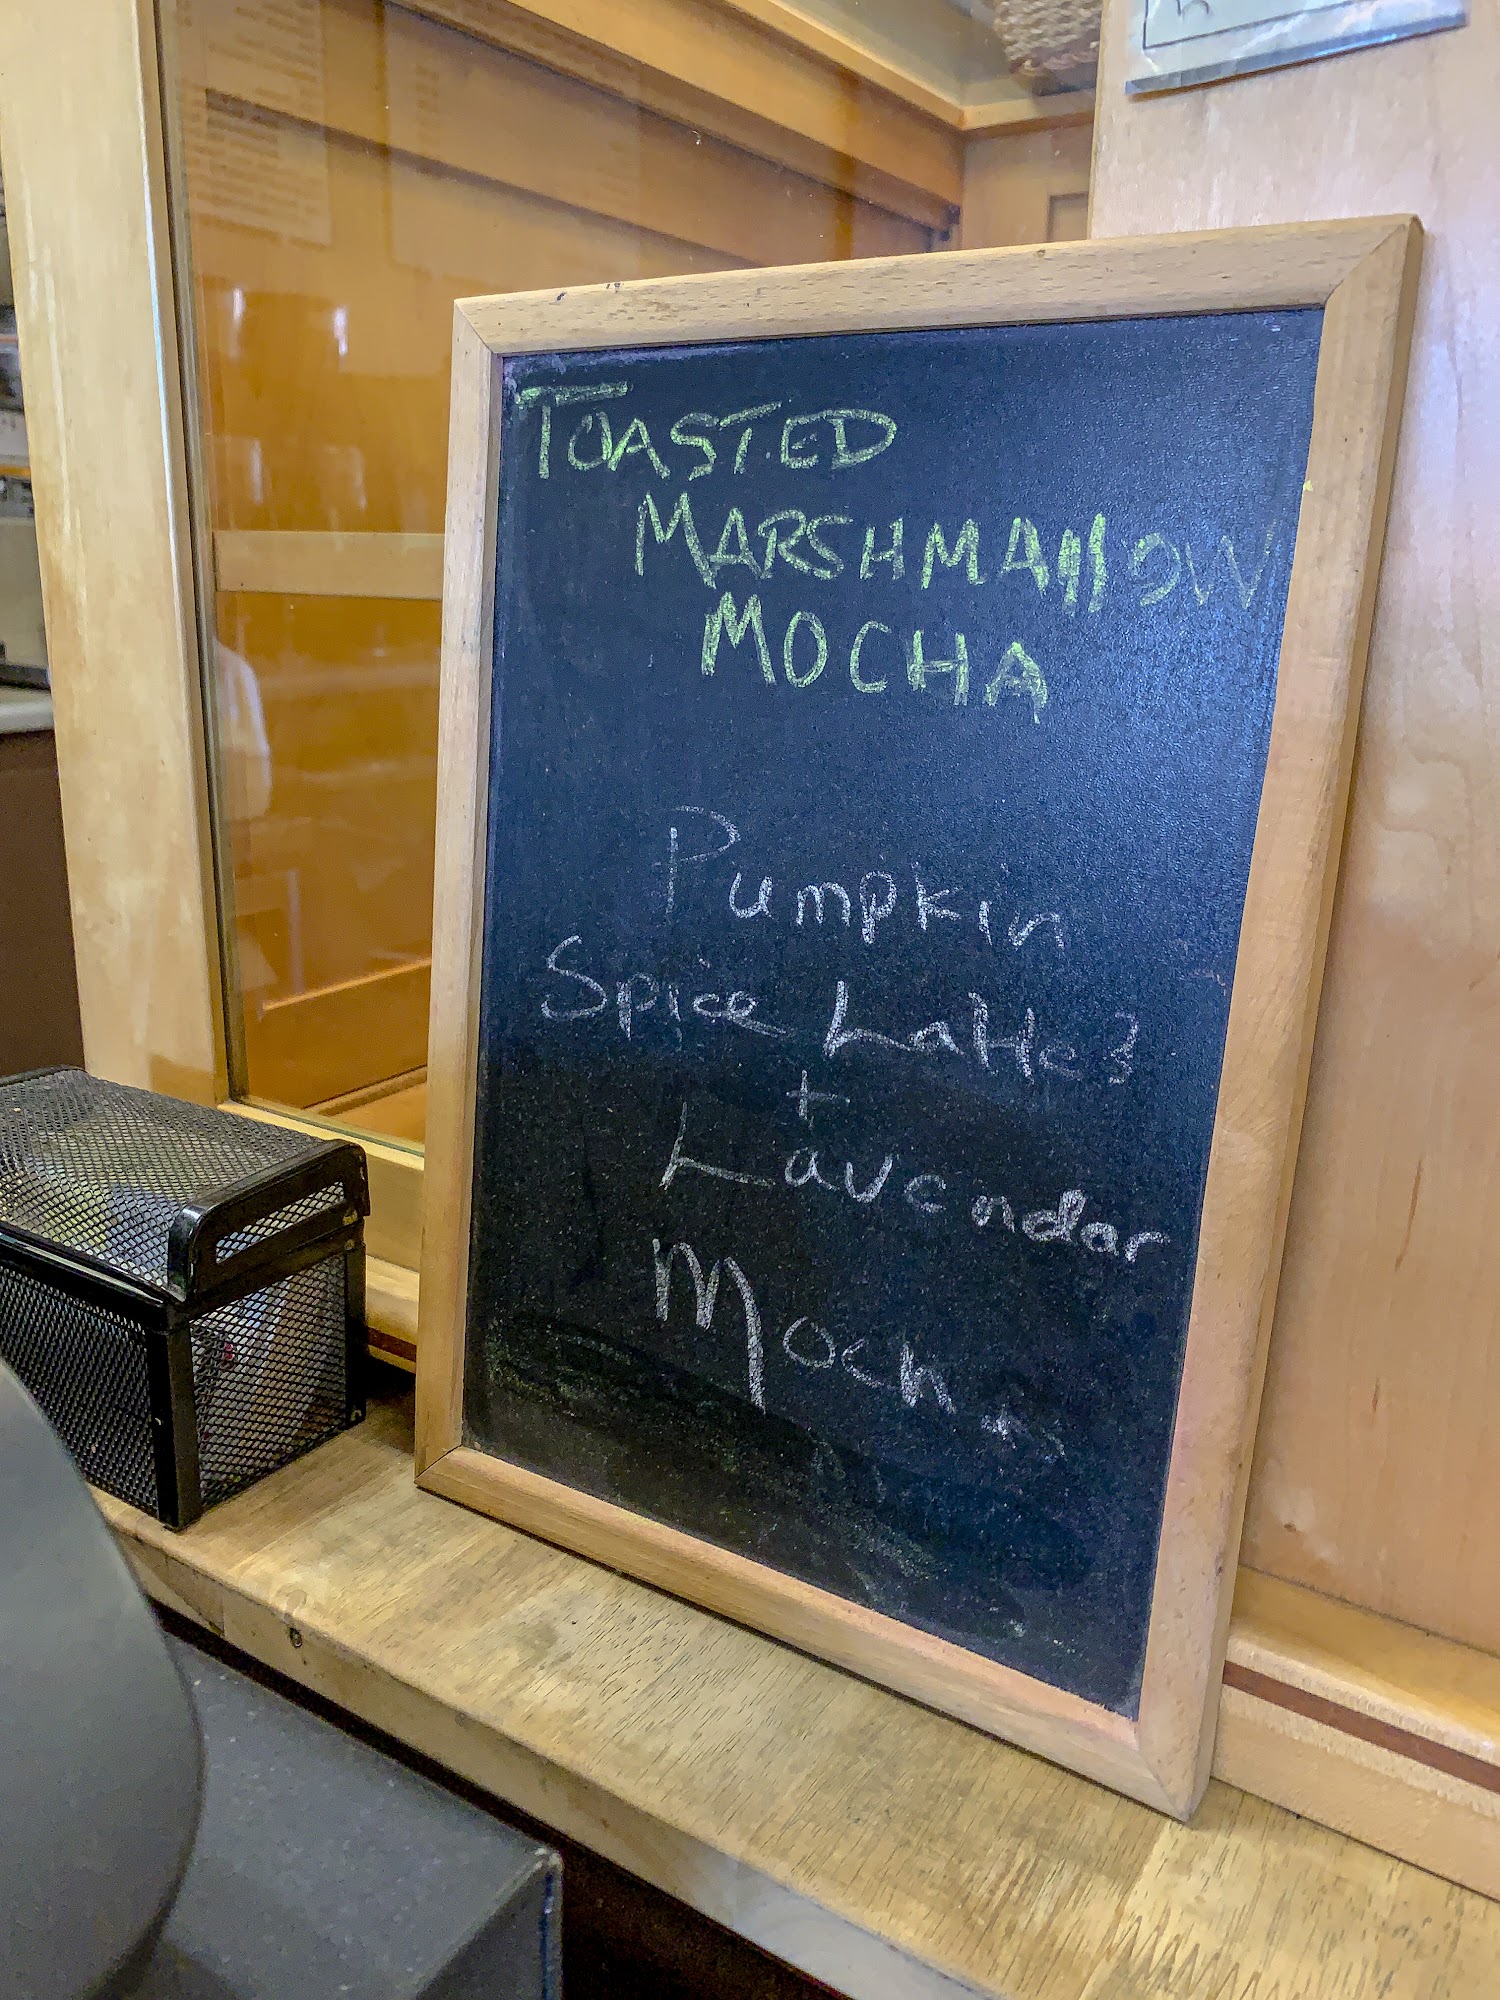 TOASTED
MARSHMAllOW
MOCHA
Pumpkin
Spice Lattes
+
Lavendar
Mochas